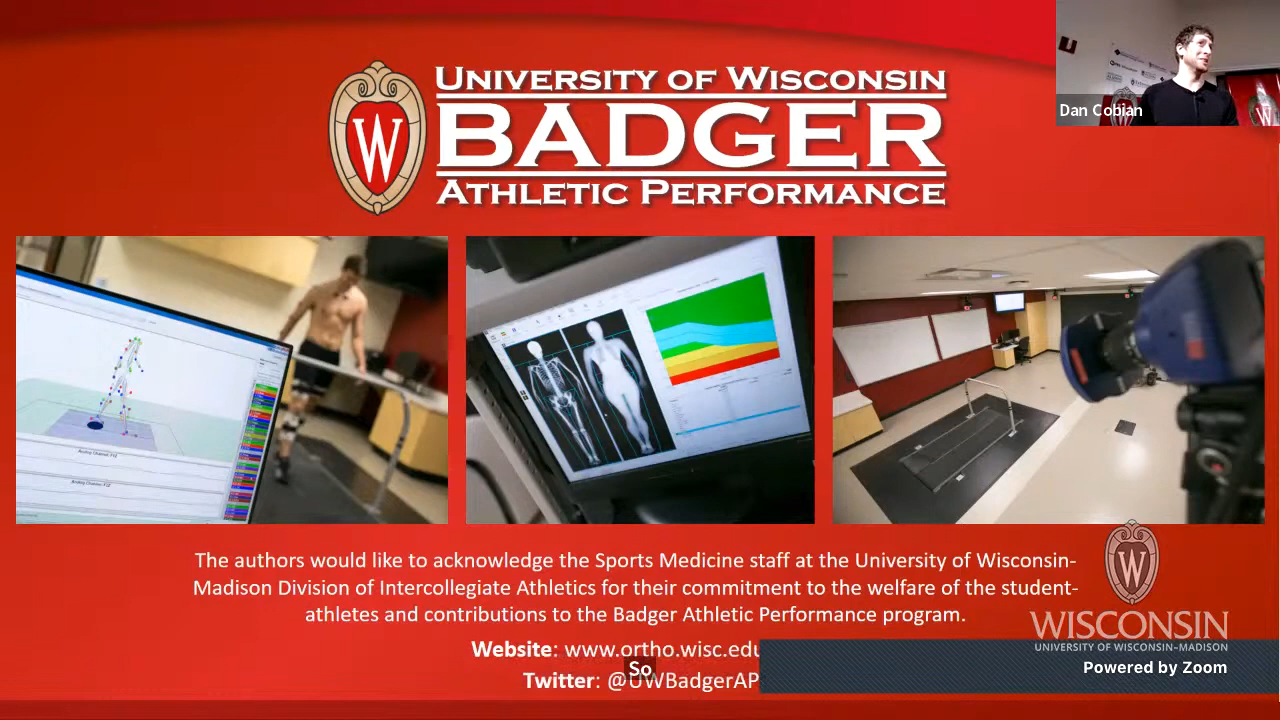 UNIVERSITY OF WISCONSIN
BADGER
ATHLETIC PERFORMANCE
W
Dan Cobian
The authors would like to acknowledge the Sports Medicine staff at the University of Wisconsin-
Madison Division of Intercollegiate Athletics for their commitment to the welfare of the student-
athletes and contributions to the Badger Athletic Performance program.
Website: www.ortho.wisc.edu
Twitter: @UWBadgerAP
So
W
WISCONSIN
UNIVERSITY OF WISCONSIN–MADISON
Powered by Zoom